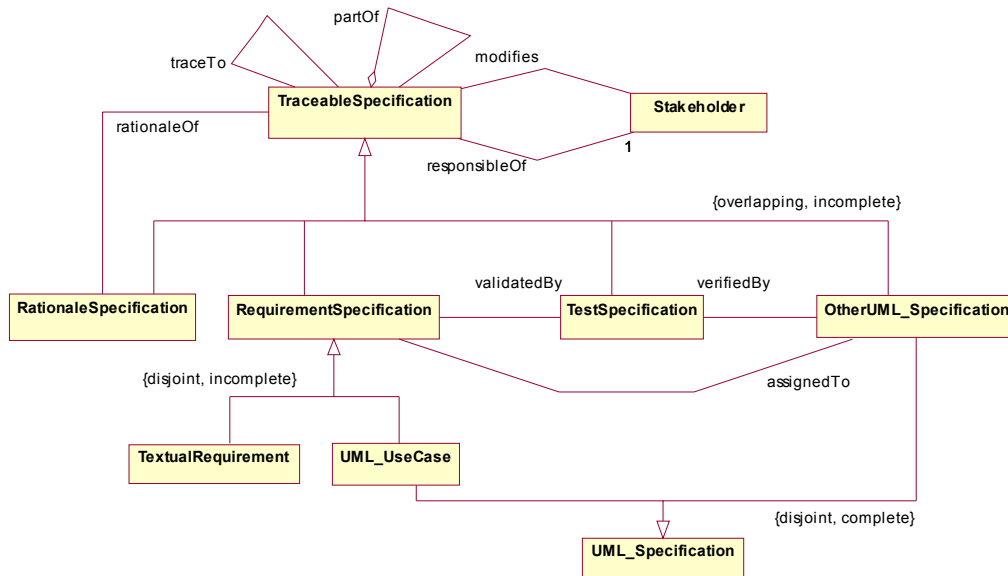 partOf
traceTo
modifies
TraceableSpecification
Stakeholder
rationaleOf
responsibleOf
1
{overlapping, incomplete}
validatedBy
verifiedBy
RationaleSpecification
RequirementSpecification
TestSpecification
OtherUML_Specification
{disjoint, incomplete}
assignedTo
TextualRequirement
UML_UseCase
{disjoint, complete}
UML_Specification